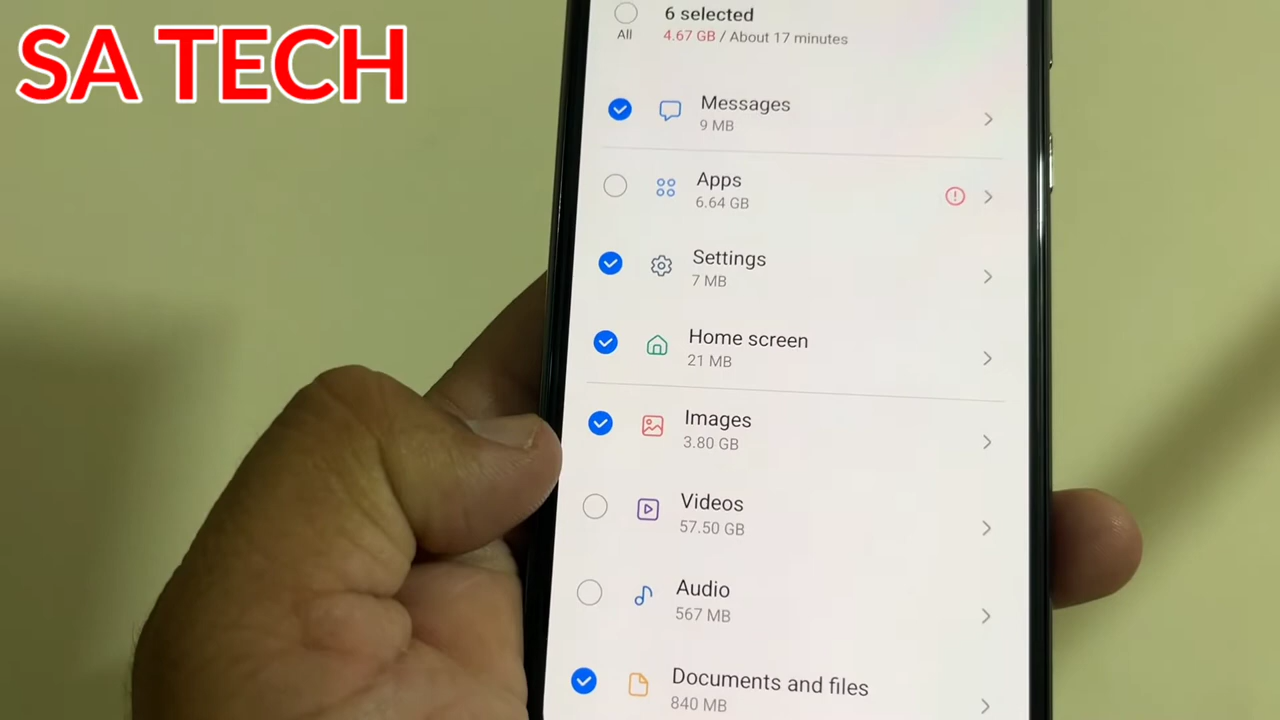 SA TECH
6 selected
All
4.67 GB / About 17 minutes
Messages
9 MB
Apps
6.64 GB
Settings
7 MB
Home screen
21 MB
Images
3.80 GB
Videos
57.50 GB
Audio
567 MB
Documents and files
840 MB